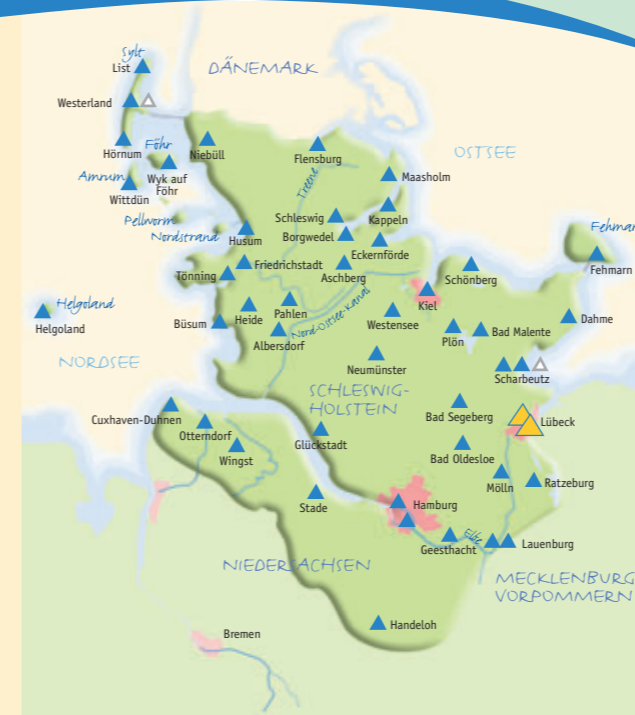 Sylt
List
DÄNEMARK
Westerland
Hörnum
Föhr
Niebüll
Flensburg
OSTSEE
Amrum
Wyk auf
Föhr
Wittdün
Treene
Maasholm
Pellworm
Nordstrand
Husum
Schleswig
Kappeln
Borgwedel
Eckernförde
Fehmar
Fehmarn
Tönning
Friedrichstadt
Aschberg
Schönberg
Kiel
Helgoland
Helgoland
Büsum
Heide
Pahlen
Nord-Ostsee-Kanal
Albersdorf
Westensee
Plön
Bad Malente
Dahme
NORDSEE
Neumünster
Scharbeutz
SCHLESWIG-
HOLSTEIN
Cuxhaven-Duhnen
Otterndorf
Wingst
Glückstadt
Bad Segeberg
Lübeck
Bad Oldesloe
Mölln
Ratzeburg
Stade
Hamburg
Geesthacht
Elbe
Lauenburg
NIEDERSACHSEN
MECKLENBURG
VORPOMMERN
Handeloh
Bremen